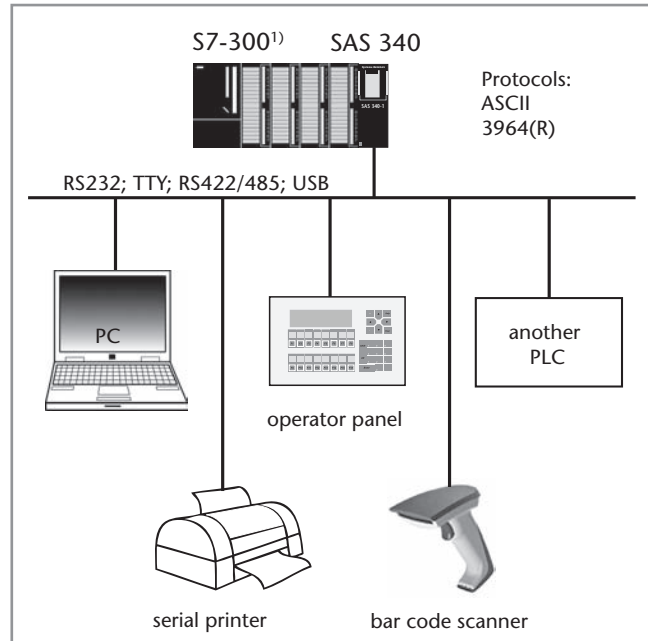 S7-300¹⁾ SAS 340
Protocols:
ASCII
3964(R)
SAS 340-1
RS232; TTY; RS422/485; USB
PC
another
PLC
operator panel
serial printer
bar code scanner